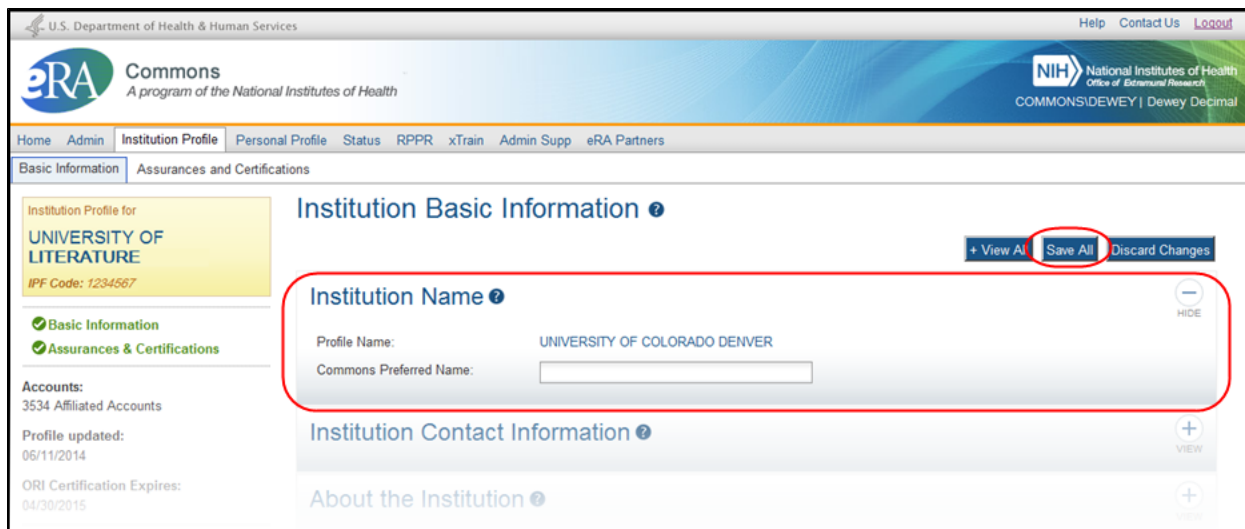 U.S. Department of Health & Human Services
Help Contact Us Logout
eRA Commons
A program of the National Institutes of Health
NIH National Institutes of Health
Office of Extramural Research
COMMONS\DEWEY | Dewey Decimal
Home Admin Institution Profile Personal Profile Status RPPR xTrain Admin Supp eRA Partners
Basic Information Assurances and Certifications
Institution Profile for
UNIVERSITY OF
LITERATURE
IPF Code: 1234567
Basic Information
Assurances & Certifications
Accounts:
3534 Affiliated Accounts
Profile updated:
06/11/2014
ORI Certification Expires:
04/30/2015
Institution Basic Information ?
+ View All Save All Discard Changes
Institution Name ?
HIDE
Profile Name: UNIVERSITY OF COLORADO DENVER
Commons Preferred Name:
Institution Contact Information ?
VIEW
About the Institution ?
VIEW